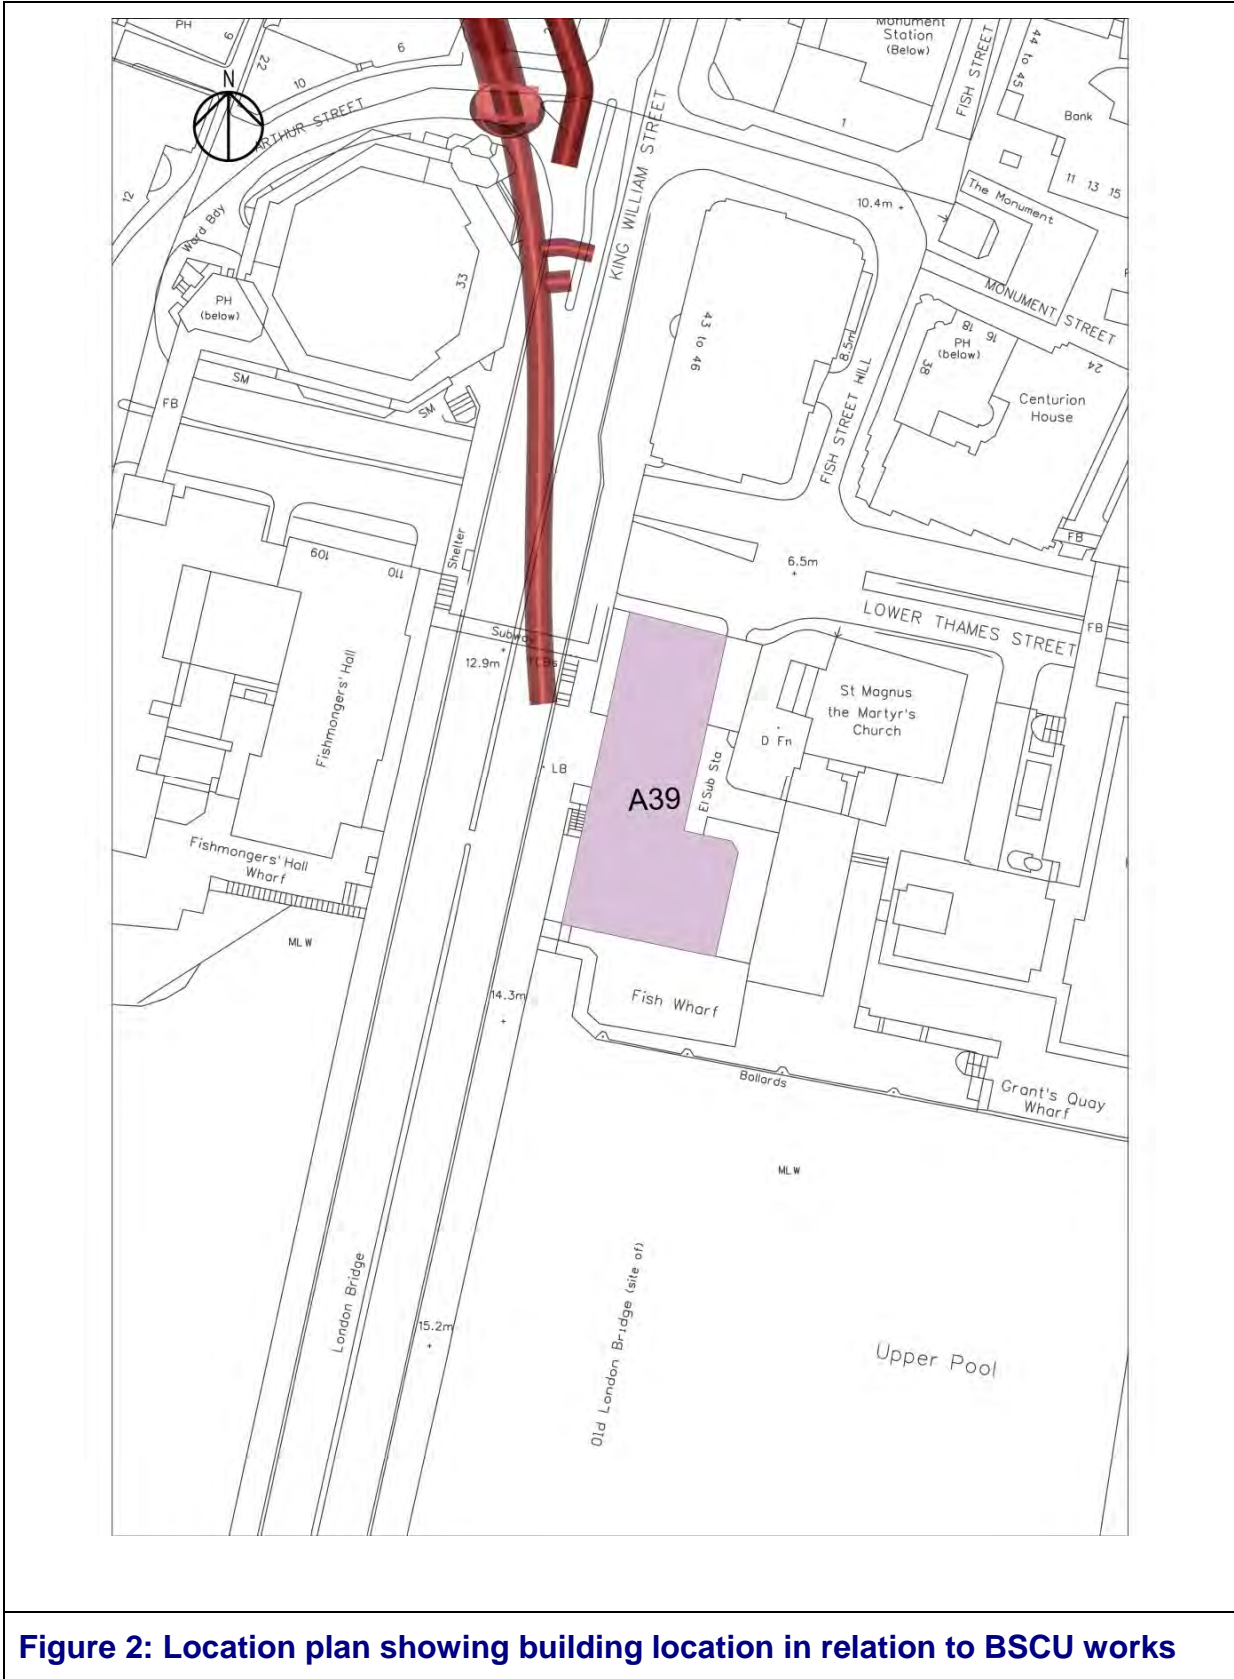 PH
9
22
6
10
N
ARTHUR STREET
12
Ward Bdy
PH
(below)
33
SM
SM
FB
KING WILLIAM STREET
Monument
Station
(Below)
1
FISH STREET
44 to 45
Bank
11 13 15
The Monument
10.4m
MONUMENT STREET
43 to 46
8.5m
FISH STREET HILL
18 16
PH
(below)
38
24
Centurion
House
FB
6.5m
LOWER THAMES STREET
FB
Shelter
109
110
Subway
12.9m
Fishmongers' Hall
LB
A39
El Sub Sta
D Fn
St Magnus
the Martyr's
Church
Fishmongers' Hall
Wharf
MLW
14.3m
Fish Wharf
Bollards
Grant's Quay
Wharf
MLW
London Bridge
15.2m
Old London Bridge (site of)
Upper Pool
Figure 2: Location plan showing building location in relation to BSCU works